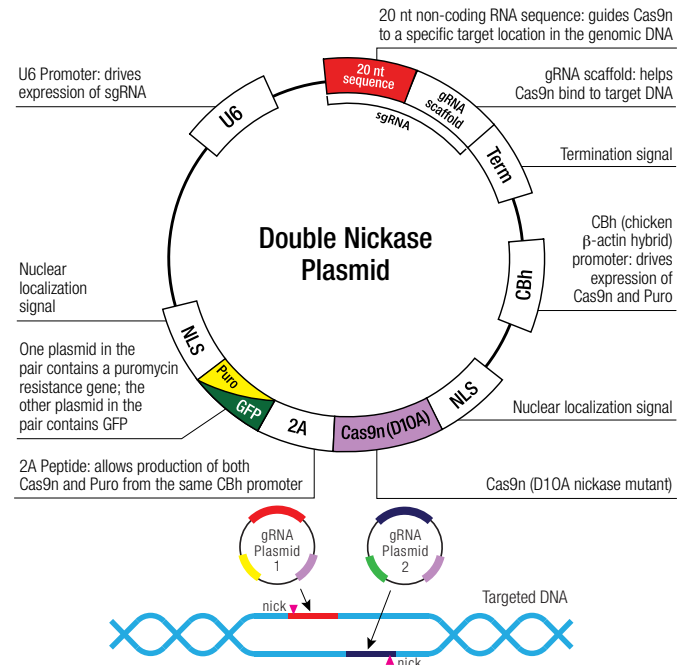 20 nt non-coding RNA sequence: guides Cas9n
to a specific target location in the genomic DNA
U6 Promoter: drives
expression of sgRNA
20 nt
sequence
gRNA
scaffold
sgRNA
gRNA scaffold: helps
Cas9n bind to target DNA
U6
Term
Termination signal
Double Nickase
Plasmid
CBh (chicken
β-actin hybrid)
promoter: drives
expression of
Cas9n and Puro
CBh
Nuclear
localization
signal
NLS
One plasmid in the
pair contains a puromycin
resistance gene; the
other plasmid in the
pair contains GFP
Puro
GFP
2A
Cas9n (D10A)
NLS
Nuclear localization signal
2A Peptide: allows production of both
Cas9n and Puro from the same CBh promoter
Cas9n (D10A nickase mutant)
gRNA
Plasmid
1
gRNA
Plasmid
2
Targeted DNA
nick
nick